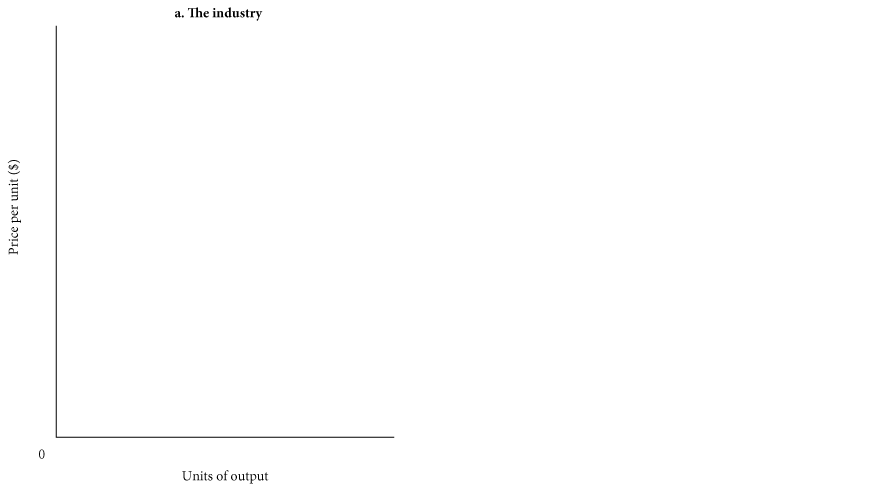 a. The industry
Price per unit ($)
0
Units of output